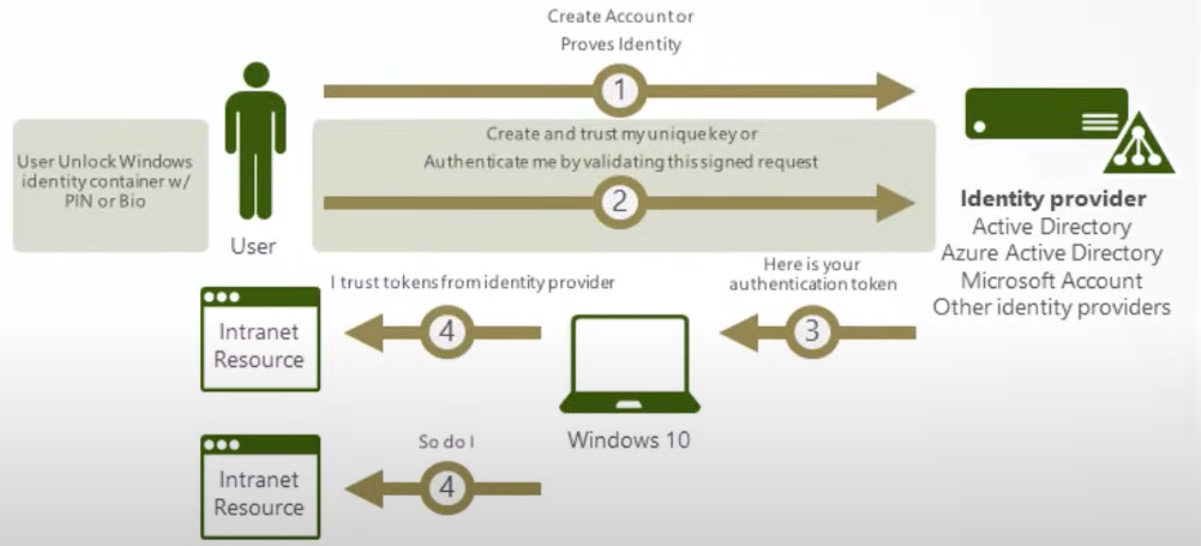 Create Account or
Proves Identity
1
Create and trust my unique key or
Authenticate me by validating this signed request
2
User Unlock Windows
identity container w/
PIN or Bio
User
Identity provider
Active Directory
Azure Active Directory
Microsoft Account
Other identity providers
Here is your
authentication token
3
I trust tokens from identity provider
4
Intranet
Resource
Windows 10
So do I
4
Intranet
Resource